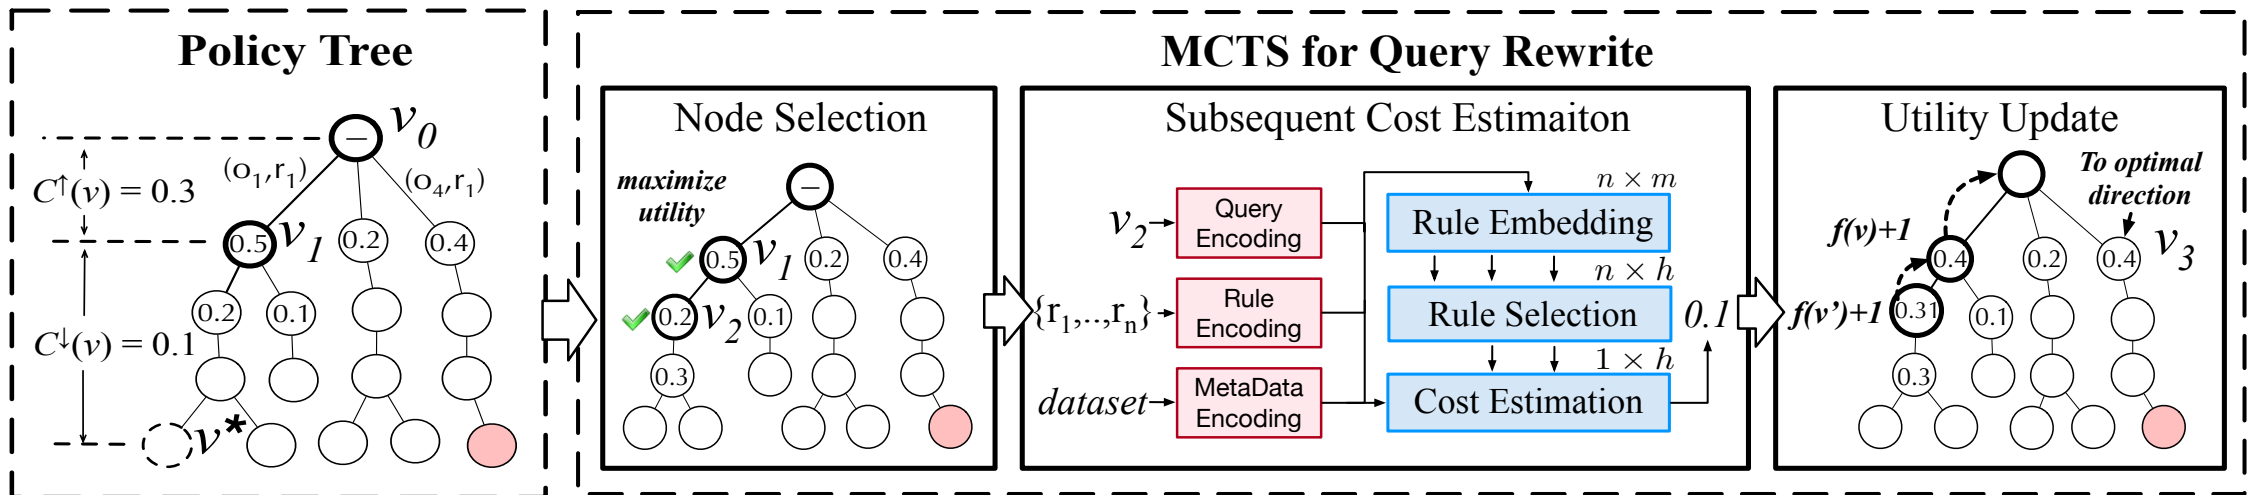 Policy Tree
v0
(o1,r1)
(o4,r1)
C↑(v) = 0.3
0.5
v1
0.2
0.4
0.2
0.1
C↓(v) = 0.1
v*
MCTS for Query Rewrite
Node Selection
maximize
utility
0.5
v1
0.2
0.4
0.2
v2
0.1
0.3
Subsequent Cost Estimaiton
n × m
v2
Query
Encoding
Rule Embedding
n × h
{r1,..,rn}
Rule
Encoding
Rule Selection
0.1
1 × h
dataset
MetaData
Encoding
Cost Estimation
Utility Update
To optimal
direction
f(v)+1
0.4
0.2
0.4
v3
f(v')+1
0.31
0.1
0.3